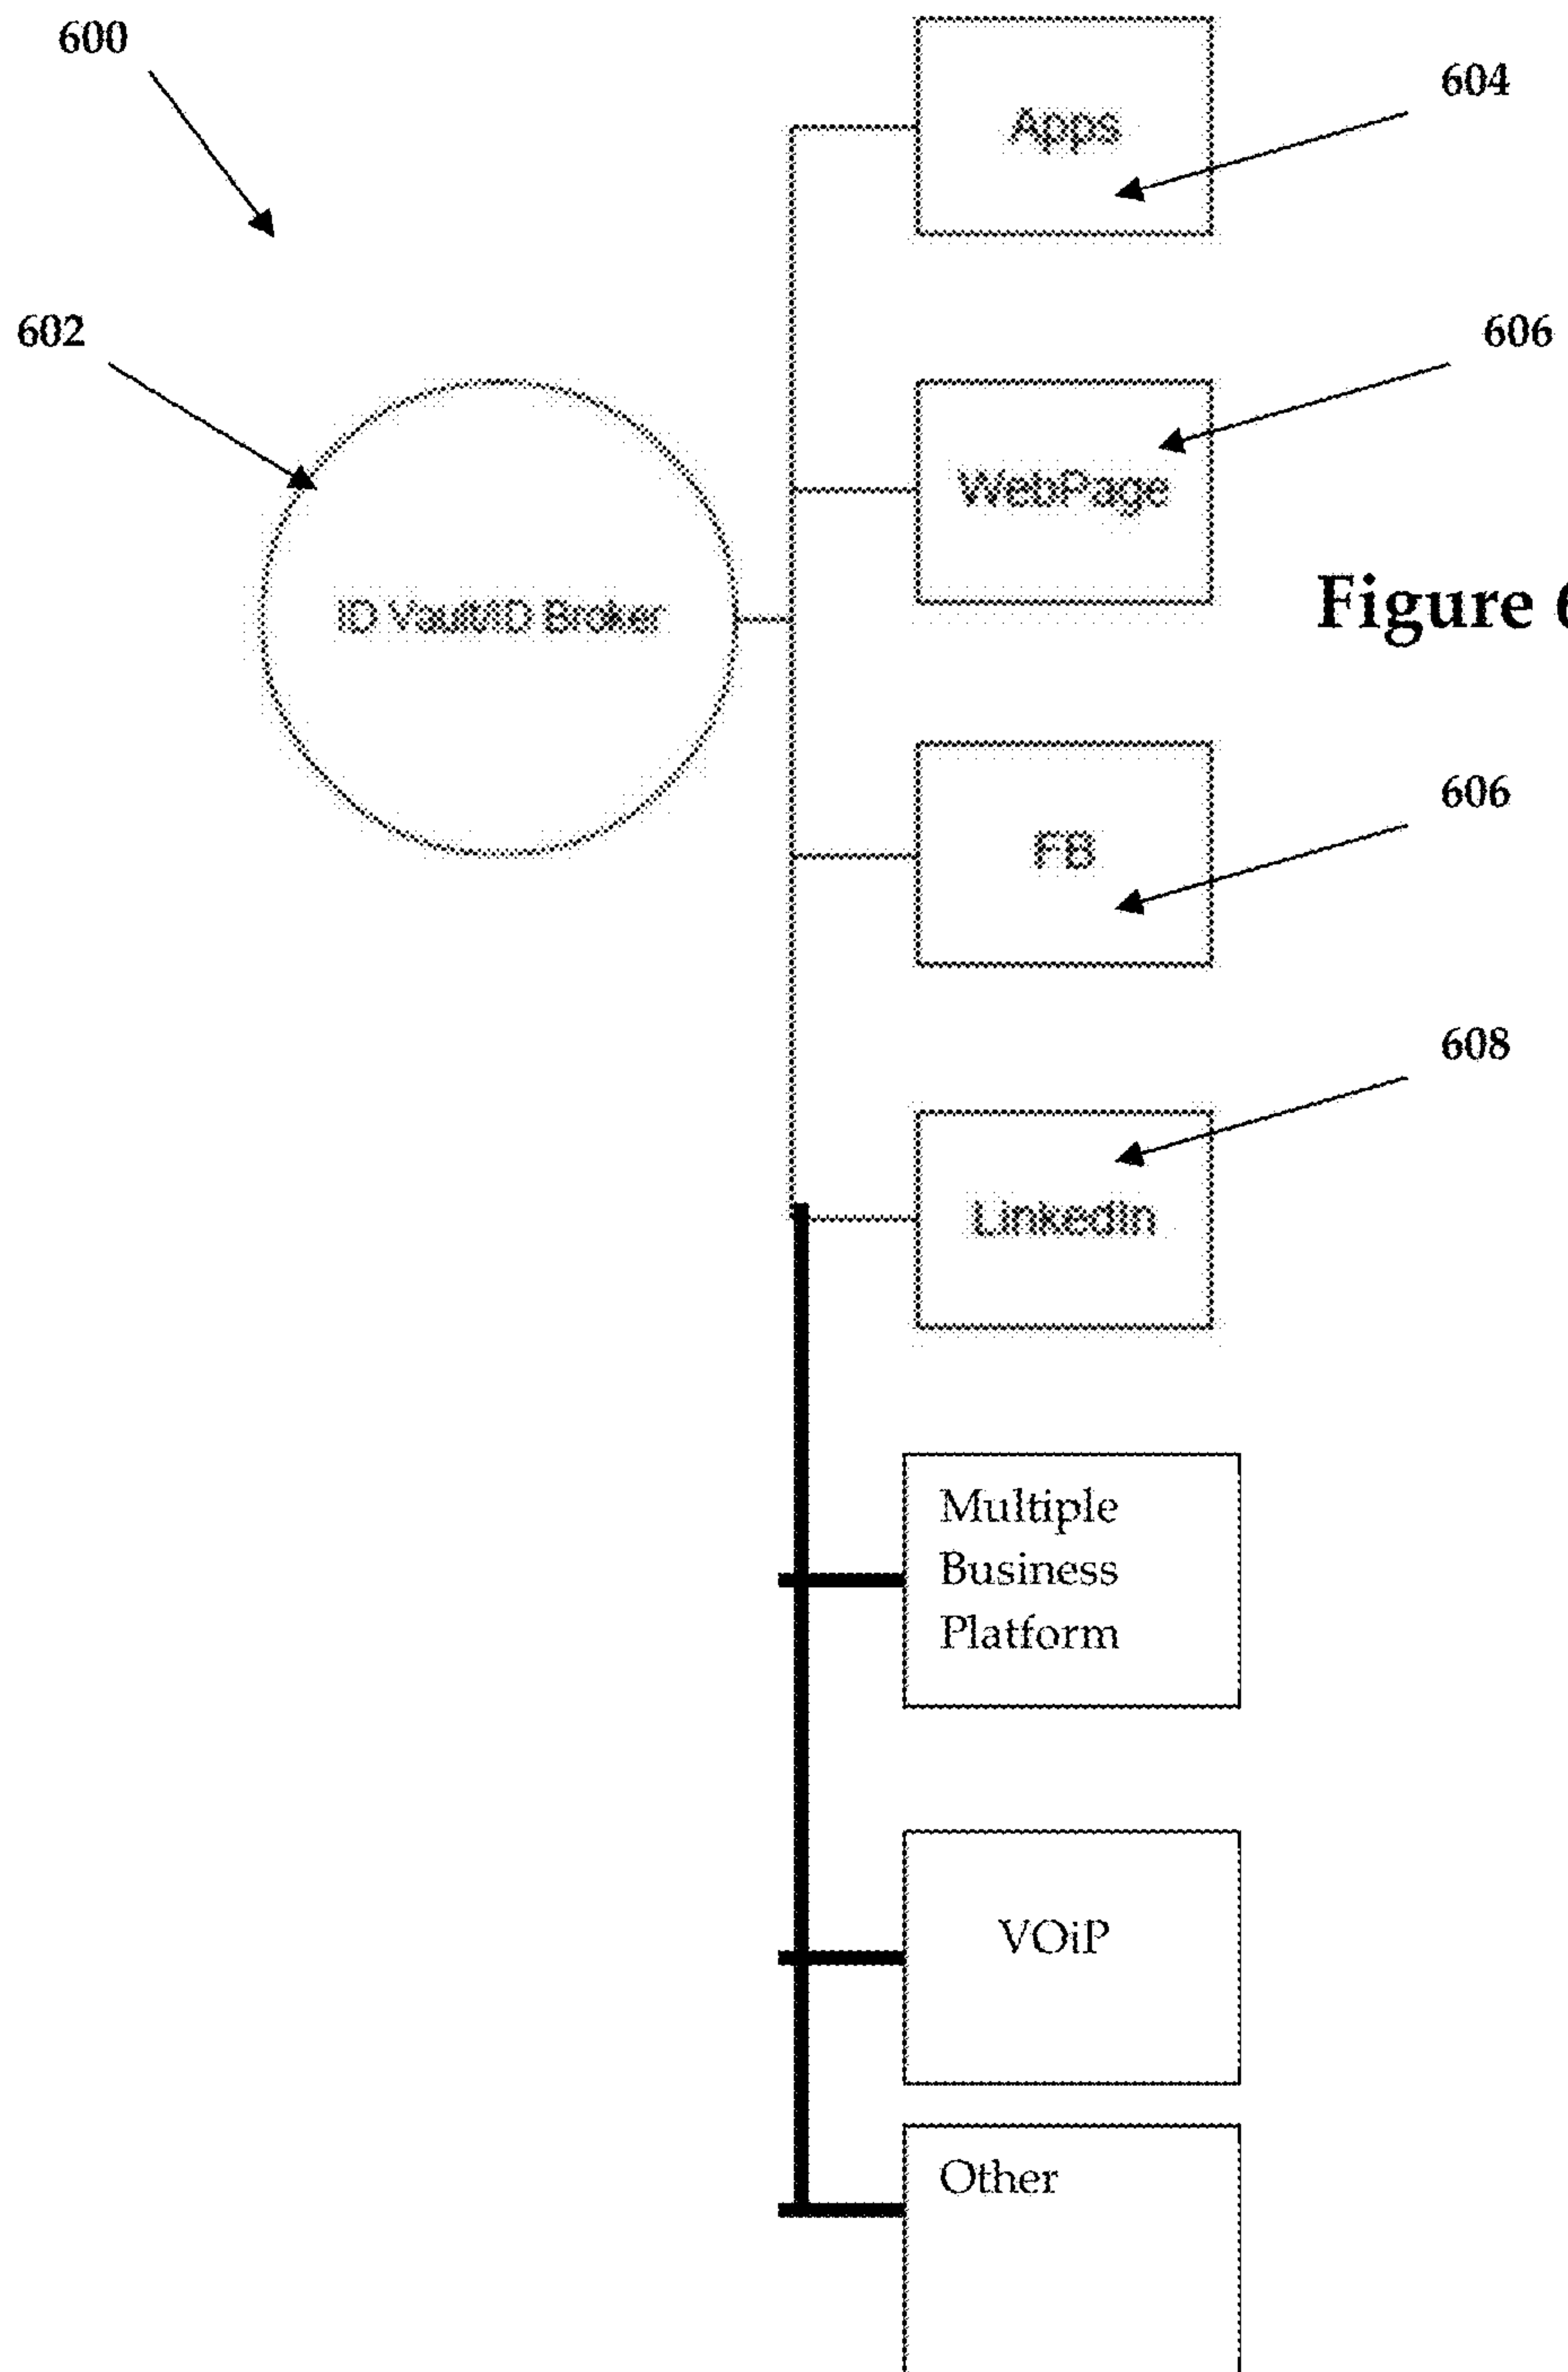 600
604
Apps
602
606
WebPage
ID Vault/ID Broker
Figure 6
606
FB
608
LinkedIn
Multiple
Business
Platform
VOiP
Other